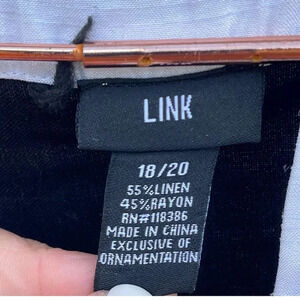 LINK
18/20
55%LINEN
45%RAYON
RN#118386
MADE IN CHINA
EXCLUSIVE OF
ORNAMENTATION